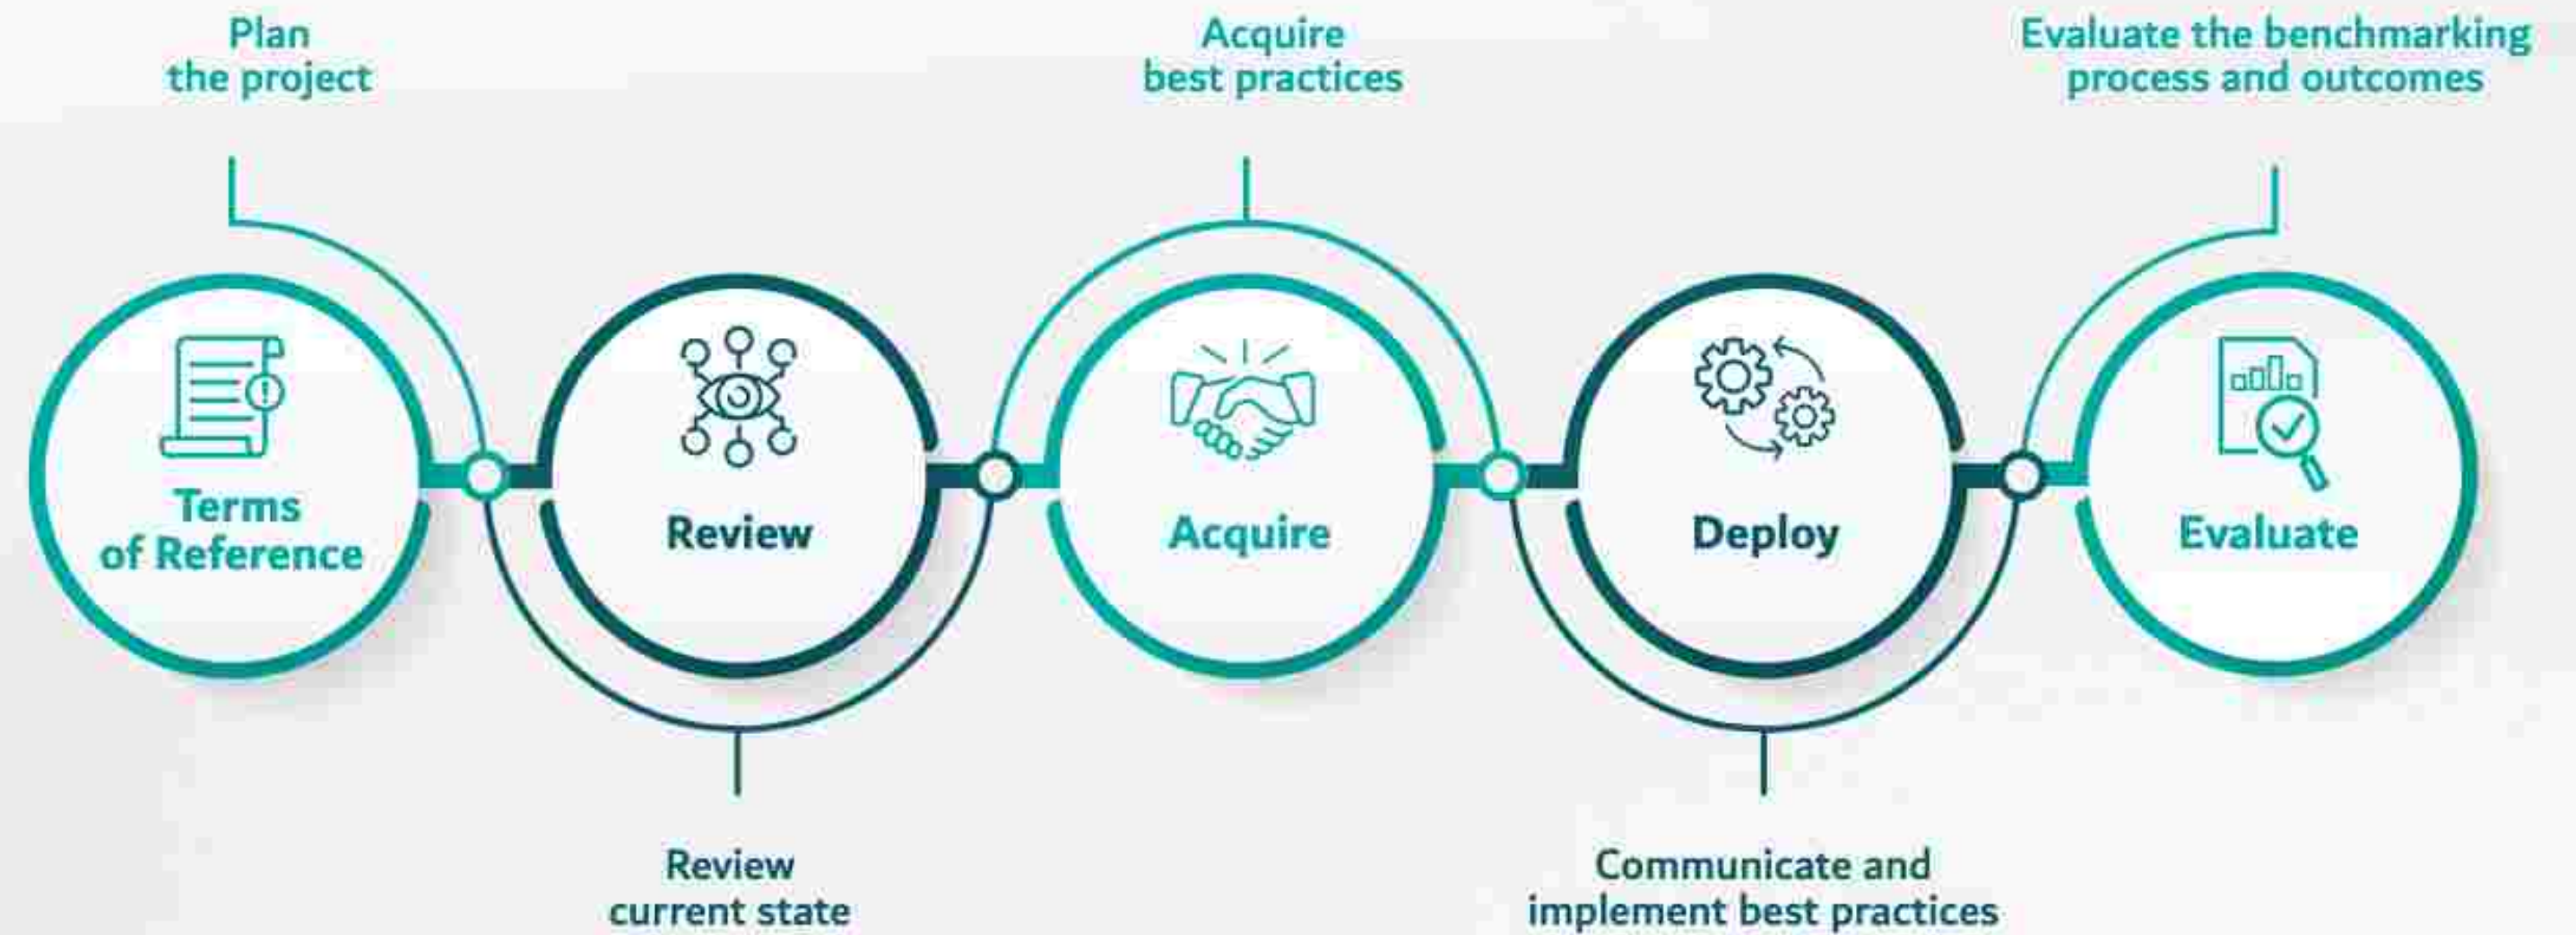 Plan
the project
Acquire
best practices
Evaluate the benchmarking
process and outcomes
Terms
of Reference
Review
Acquire
Deploy
Evaluate
Review
current state
Communicate and
implement best practices